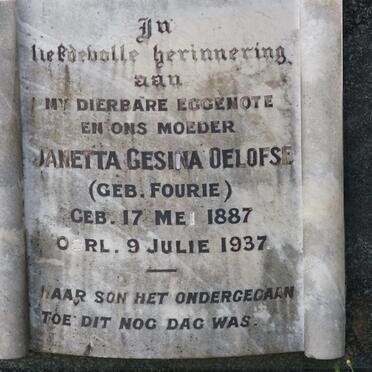 In
liefdevolle herinnering
aan
MY DIERBARE EGGENOTE
EN ONS MOEDER
JANETTA GESINA OELOFSE
(GEB. FOURIE)
GEB. 17 MEI 1887
OORL. 9 JULIE 1937
HAAR SON HET ONDERGEGAAN
TOE DIT NOG DAG WAS.